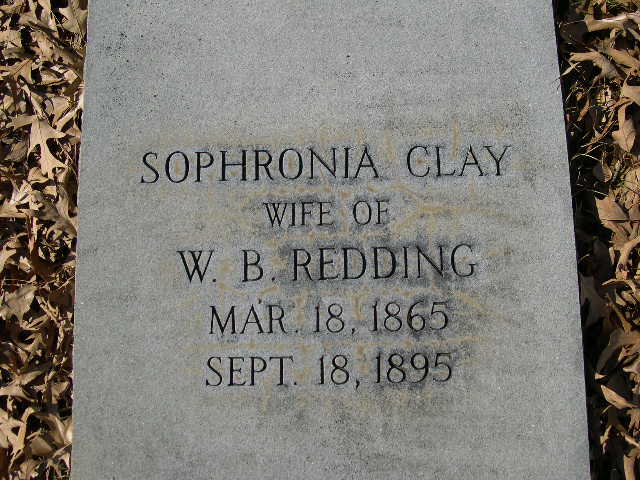 SOPHRONIA CLAY
WIFE OF
W. B. REDDING
MAR. 18, 1865
SEPT. 18, 1895